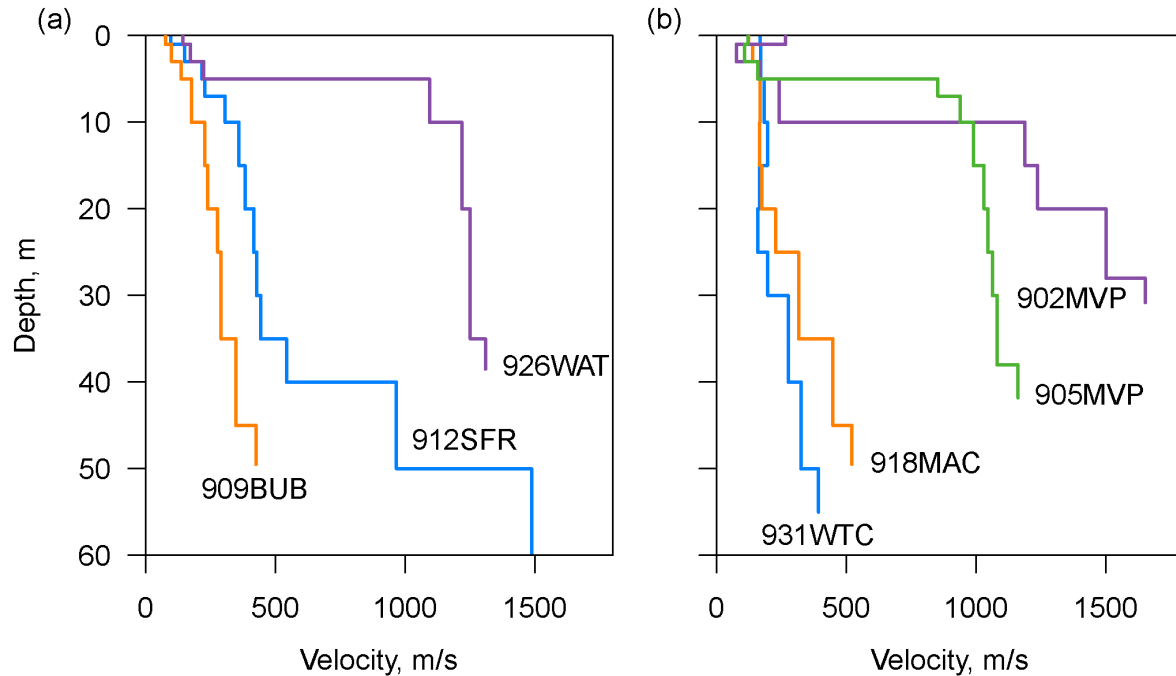 (a)
0
10
20
30
40
50
60
Depth, m
926WAT
912SFR
909BUB
0 500 1000 1500
Velocity, m/s
(b)
902MVP
905MVP
918MAC
931WTC
0 500 1000 1500
Velocity, m/s